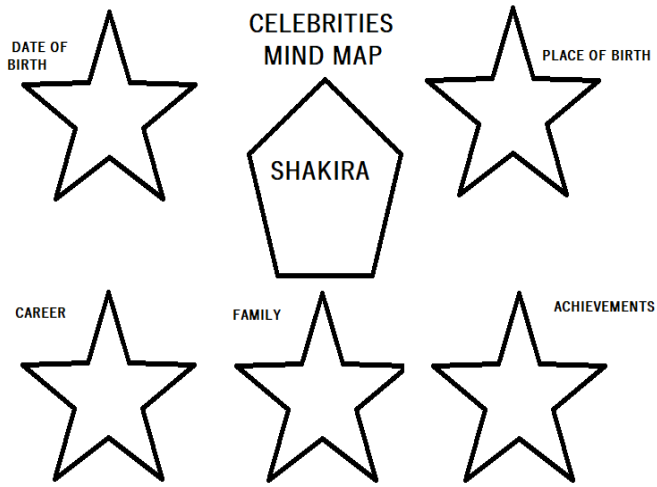 CELEBRITIES
MIND MAP
DATE OF
BIRTH
PLACE OF BIRTH
SHAKIRA
CAREER
FAMILY
ACHIEVEMENTS